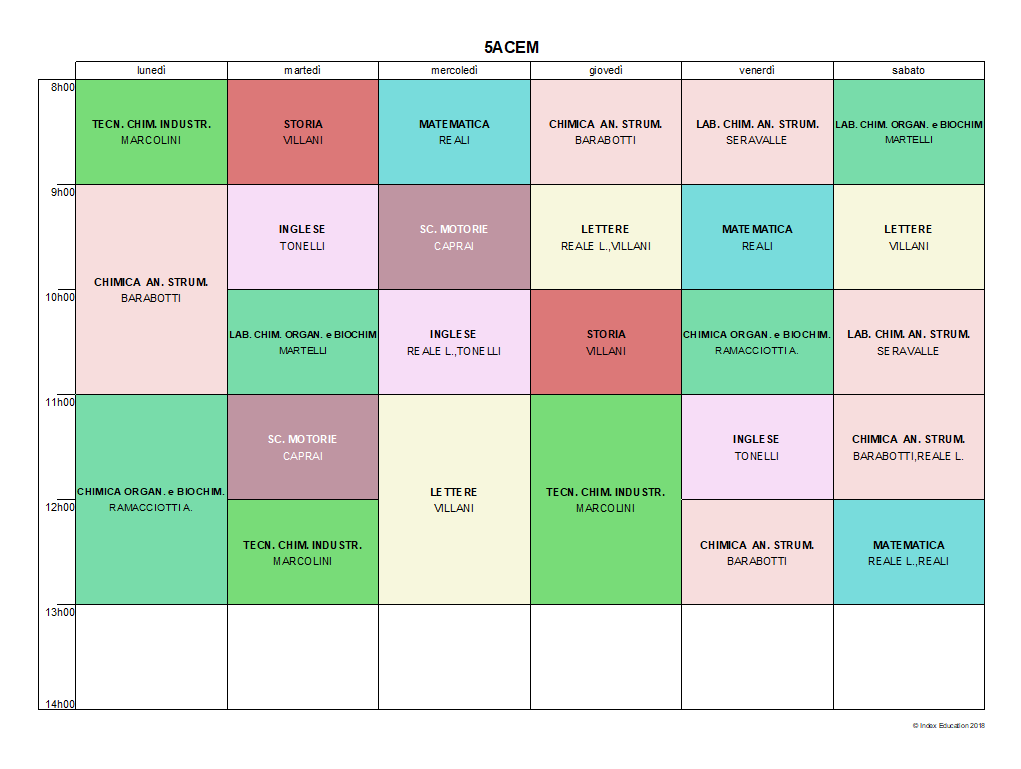 5ACEM
lunedì martedì mercoledì giovedì venerdì sabato
8h00
TECN. CHIM. INDUSTR. STORIA MATEMATICA CHIMICA AN. STRUM. LAB. CHIM. AN. STRUM. LAB. CHIM. ORGAN. e BIOCHIM
MARCOLINI VILLANI REALI BARABOTTI SERAVALLE MARTELLI
9h00
INGLESE SC. MOTORIE LETTERE MATEMATICA LETTERE
TONELLI CAPRAI REALE L.,VILLANI REALI VILLANI
CHIMICA AN. STRUM.
BARABOTTI
10h00
LAB. CHIM. ORGAN. e BIOCHIM INGLESE STORIA CHIMICA ORGAN. e BIOCHIM. LAB. CHIM. AN. STRUM.
MARTELLI REALE L.,TONELLI VILLANI RAMACCIOTTI A. SERAVALLE
11h00
SC. MOTORIE INGLESE CHIMICA AN. STRUM.
CAPRAI TONELLI BARABOTTI,REALE L.
CHIMICA ORGAN. e BIOCHIM. LETTERE TECN. CHIM. INDUSTR.
RAMACCIOTTI A. VILLANI MARCOLINI
12h00
TECN. CHIM. INDUSTR. CHIMICA AN. STRUM. MATEMATICA
MARCOLINI BARABOTTI REALE L.,REALI
13h00
14h00
© Index Education 2018